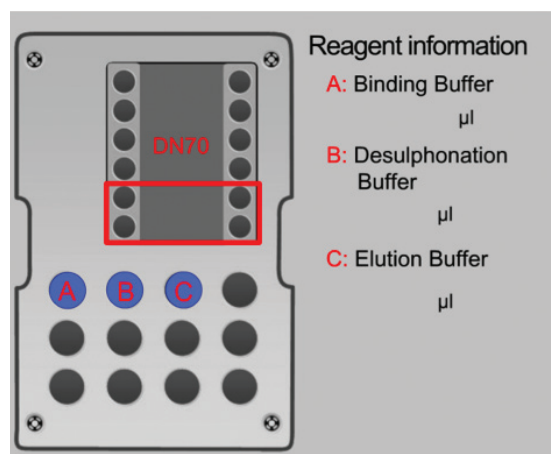 Reagent information
A: Binding Buffer
µl
B: Desulphonation
Buffer
µl
C: Elution Buffer
µl
DN70
A B C